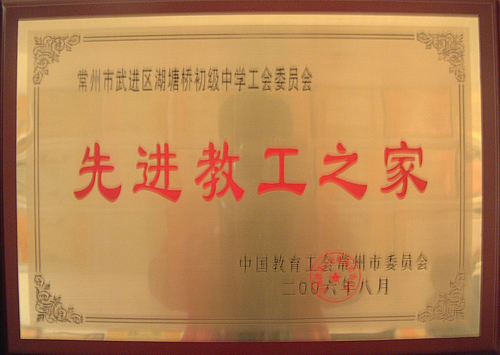 常州市武进区湖塘桥初级中学工会委员会
先进教工之家
中国教育工会常州市委员会
二〇〇六年八月